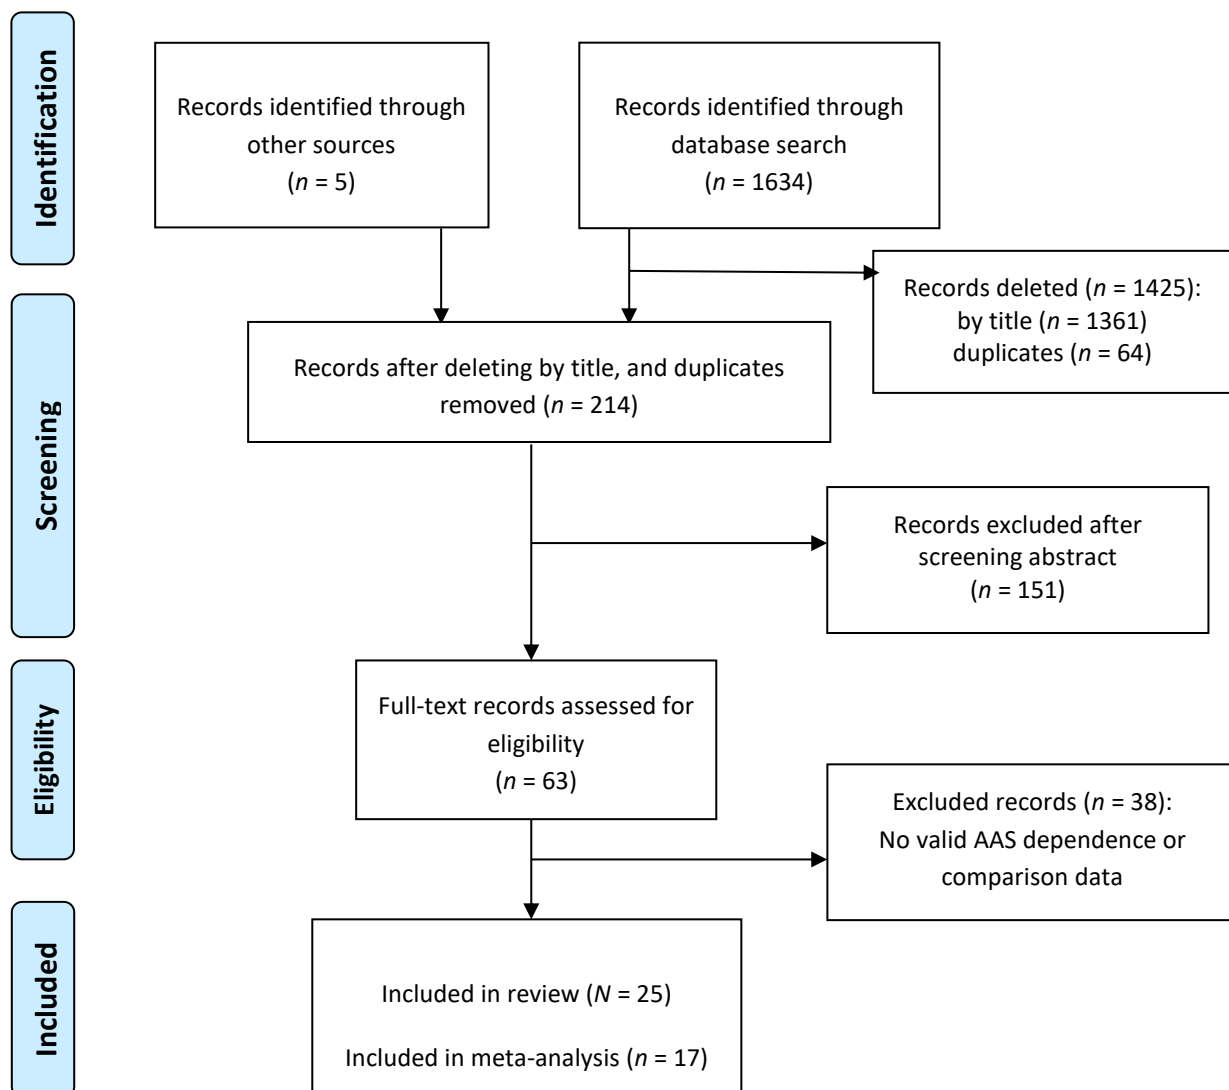 Identification
Records identified through
other sources
(n = 5)
Records identified through
database search
(n = 1634)
Records deleted (n = 1425):
by title (n = 1361)
duplicates (n = 64)
Screening
Records after deleting by title, and duplicates
removed (n = 214)
Records excluded after
screening abstract
(n = 151)
Eligibility
Full-text records assessed for
eligibility
(n = 63)
Excluded records (n = 38):
No valid AAS dependence or
comparison data
Included
Included in review (N = 25)
Included in meta-analysis (n = 17)